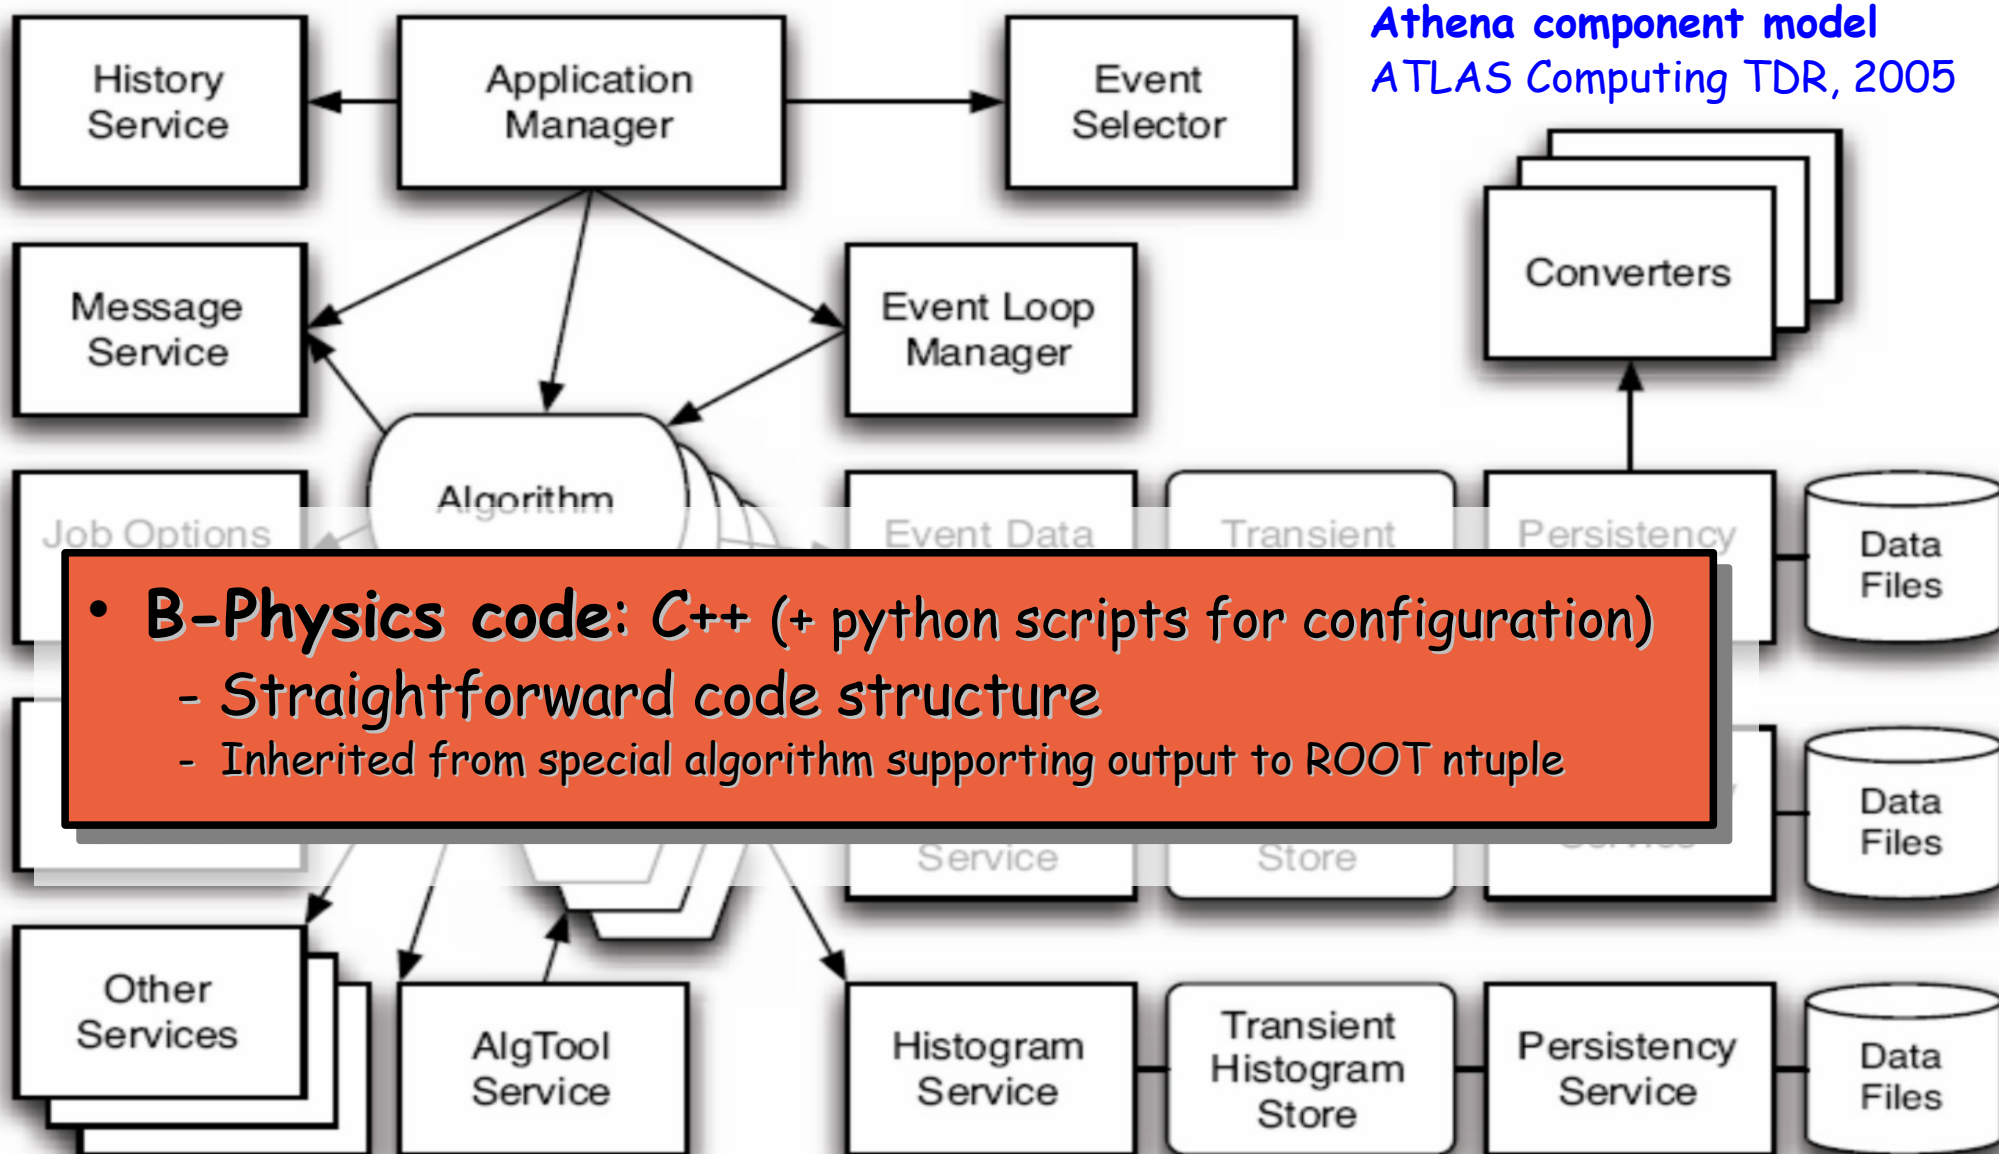 Athena component model
ATLAS Computing TDR, 2005
History
Service
Application
Manager
Event
Selector
Converters
Message
Service
Event Loop
Manager
Algorithm
Job Options
Event Data
Transient
Persistency
Data
Files
• B-Physics code: C++ (+ python scripts for configuration)
- Straightforward code structure
- Inherited from special algorithm supporting output to ROOT ntuple
Data
Files
Service
Store
Service
Other
Services
AlgTool
Service
Histogram
Service
Transient
Histogram
Store
Persistency
Service
Data
Files